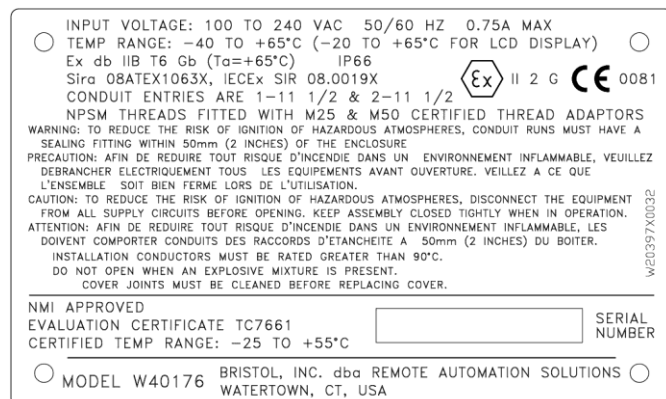 INPUT VOLTAGE: 100 TO 240 VAC 50/60 HZ 0.75A MAX
TEMP RANGE: -40 TO +65°C (-20 TO +65°C FOR LCD DISPLAY)
Ex db IIB T6 Gb (Ta=+65°C) IP66
Sira 08ATEX1063X, IECEx SIR 08.0019X Ex II 2 G CE 0081
CONDUIT ENTRIES ARE 1-11 1/2 & 2-11 1/2
NPSM THREADS FITTED WITH M25 & M50 CERTIFIED THREAD ADAPTORS
WARNING: TO REDUCE THE RISK OF IGNITION OF HAZARDOUS ATMOSPHERES, CONDUIT RUNS MUST HAVE A
SEALING FITTING WITHIN 50mm (2 INCHES) OF THE ENCLOSURE
PRECAUTION: AFIN DE REDUIRE TOUT RISQUE D'INCENDIE DANS UN ENVIRONNEMENT INFLAMMABLE, VEUILLEZ
DEBRANCHER ELECTRIQUEMENT TOUS LES EQUIPEMENTS AVANT OUVERTURE. VEILLEZ A CE QUE
L'ENSEMBLE SOIT BIEN FERME LORS DE L'UTILISATION.
CAUTION: TO REDUCE THE RISK OF IGNITION OF HAZARDOUS ATMOSPHERES, DISCONNECT THE EQUIPMENT
FROM ALL SUPPLY CIRCUITS BEFORE OPENING. KEEP ASSEMBLY CLOSED TIGHTLY WHEN IN OPERATION.
ATTENTION: AFIN DE REDUIRE TOUT RISQUE D'INCENDIE DANS UN ENVIRONNEMENT INFLAMMABLE, LES
DOIVENT COMPORTER CONDUITS DES RACCORDS D'ETANCHEITE A 50mm (2 INCHES) DU BOITER.
INSTALLATION CONDUCTORS MUST BE RATED GREATER THAN 90°C.
DO NOT OPEN WHEN AN EXPLOSIVE MIXTURE IS PRESENT.
COVER JOINTS MUST BE CLEANED BEFORE REPLACING COVER.
W20397X0032
NMI APPROVED
EVALUATION CERTIFICATE TC7661
CERTIFIED TEMP RANGE: -25 TO +55°C
SERIAL
NUMBER
MODEL W40176
BRISTOL, INC. dba REMOTE AUTOMATION SOLUTIONS
WATERTOWN, CT, USA